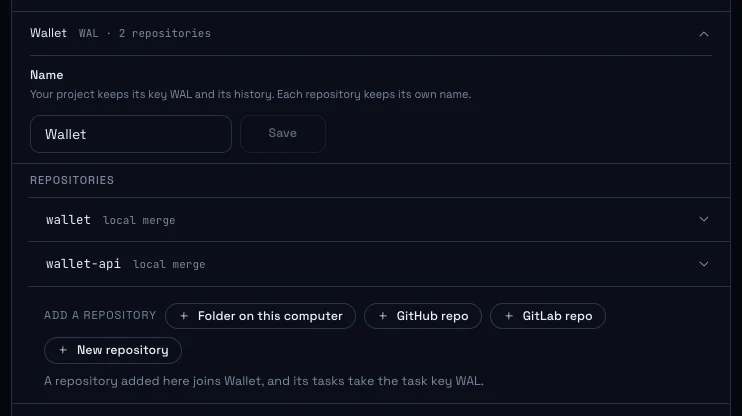 Wallet WAL · 2 repositories
Name
Your project keeps its key WAL and its history. Each repository keeps its own name.
Wallet Save
REPOSITORIES
wallet local merge
wallet-api local merge
ADD A REPOSITORY + Folder on this computer + GitHub repo + GitLab repo
+ New repository
A repository added here joins Wallet, and its tasks take the task key WAL.